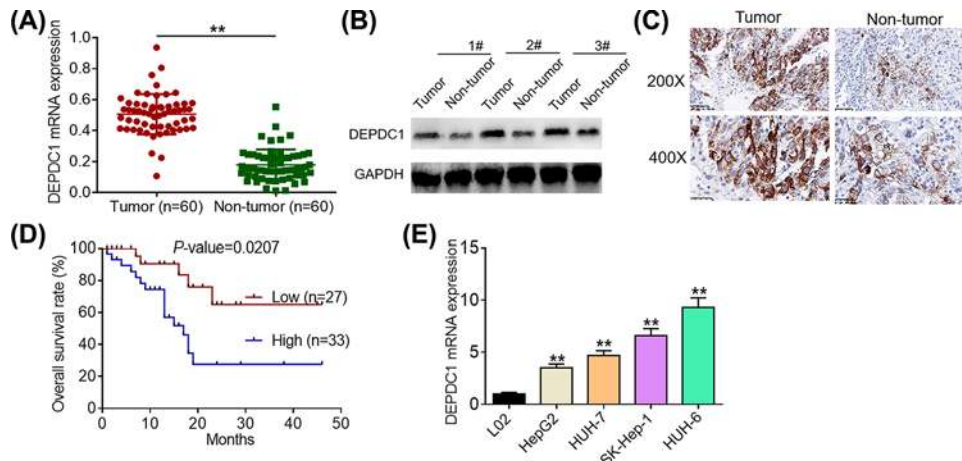 (A)
**
DEPDC1 mRNA expression
1.0
0.8
0.6
0.4
0.2
0.0
Tumor (n=60) Non-tumor (n=60)
(B)
1# 2# 3#
Tumor Non-tumor Tumor Non-tumor Tumor Non-tumor
DEPDC1
GAPDH
(C)
Tumor Non-tumor
200X
400X
(D)
P-value=0.0207
Overall survival rate (%)
100
80
60
40
20
0
Low (n=27)
High (n=33)
0 10 20 30 40 50
Months
(E)
DEPDC1 mRNA expression
15
10
5
0
** ** ** **
L02 HepG2 HUH-7 SK-Hep-1 HUH-6